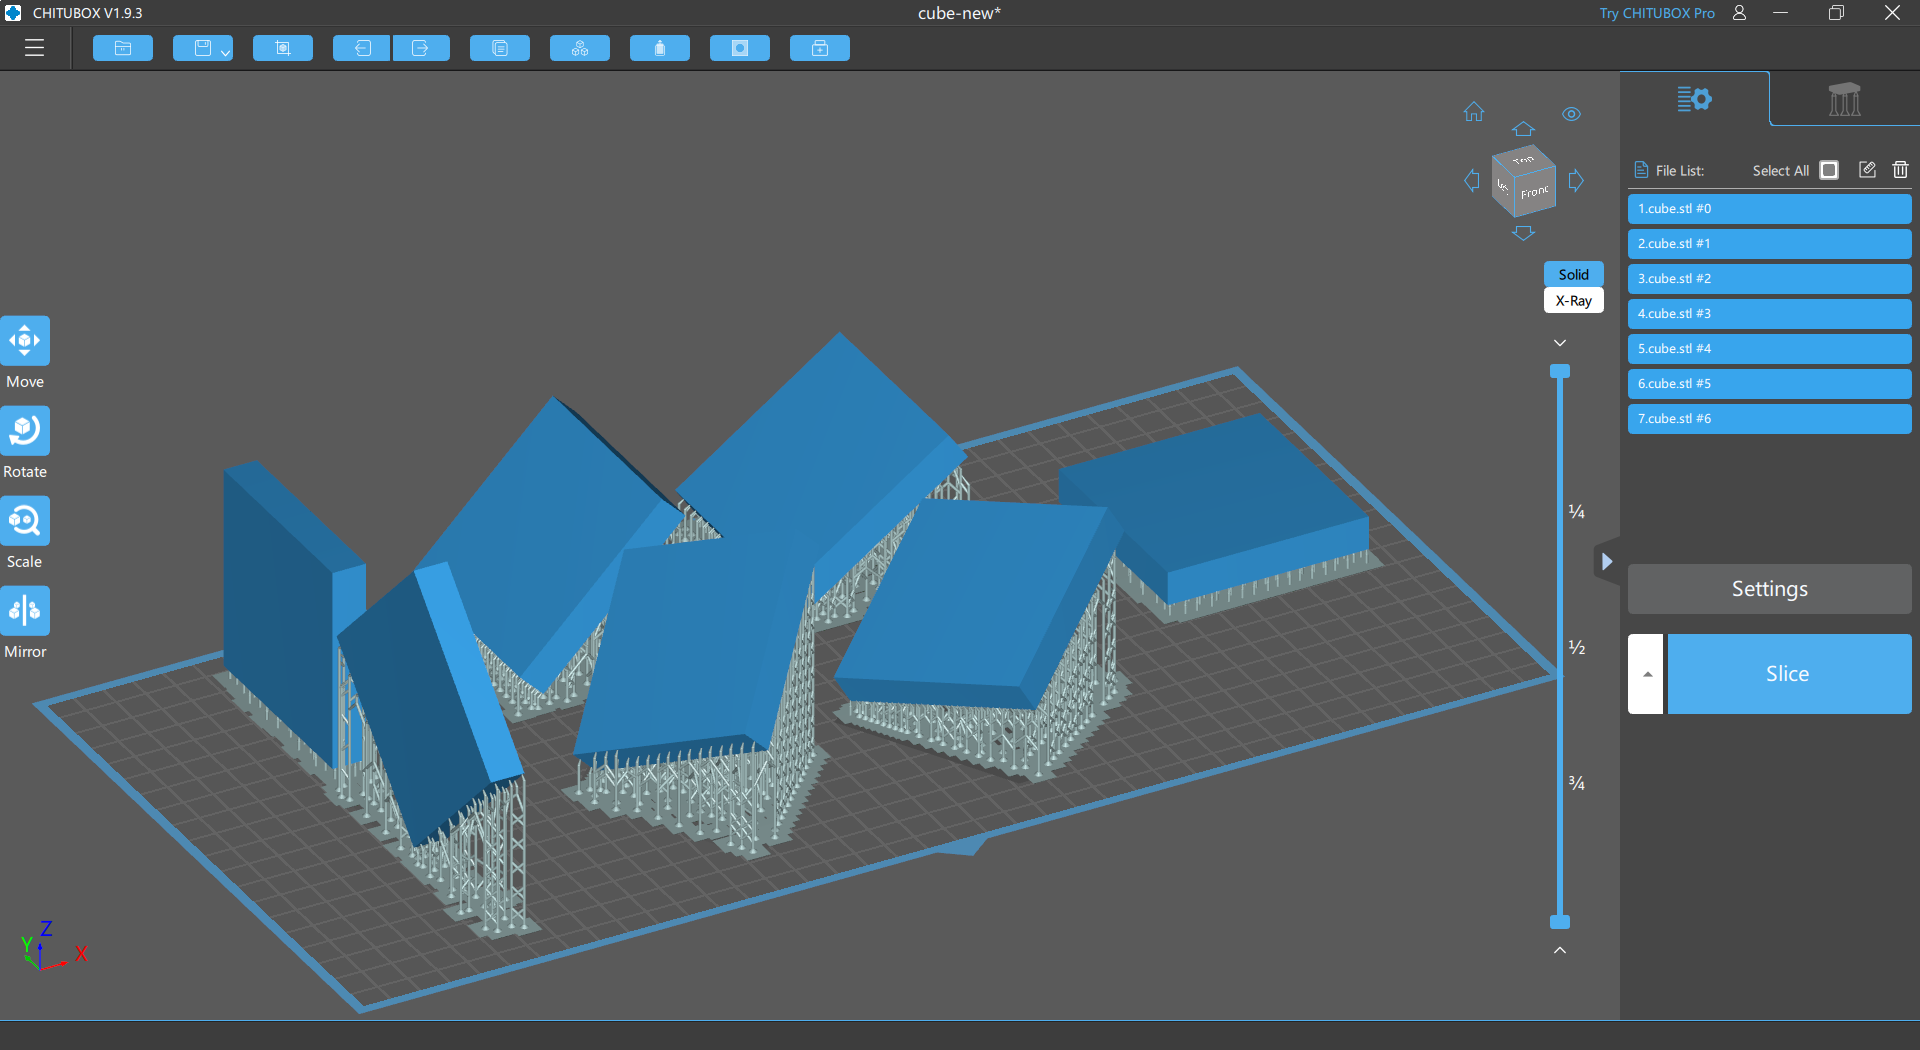 CHITUBOX V1.9.3
cube-new*
Try CHITUBOX Pro
File List:
Select All
1.cube.stl #0
2.cube.stl #1
3.cube.stl #2
4.cube.stl #3
5.cube.stl #4
6.cube.stl #5
7.cube.stl #6
Top
Front
Solid
X-Ray
Move
Rotate
Scale
Mirror
¼
½
¾
Settings
Slice
Z
Y
X